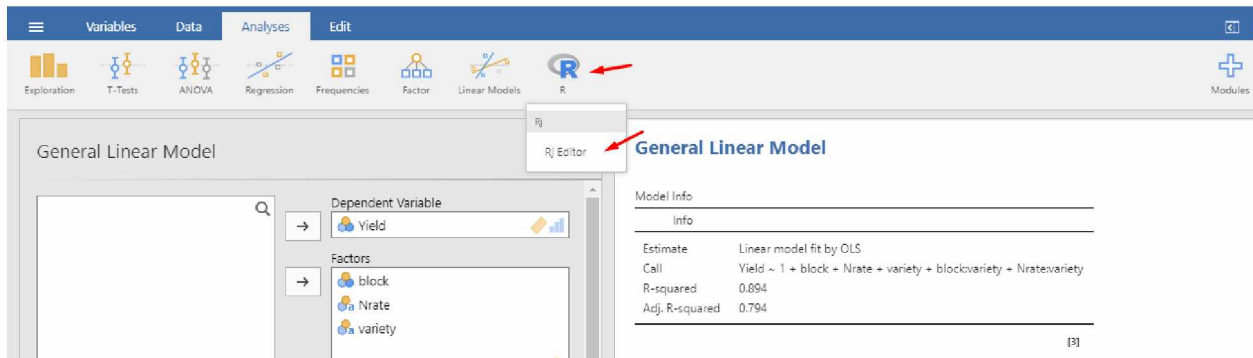 Variables Data Analyses Edit
Exploration T-Tests ANOVA Regression Frequencies Factor Linear Models R Modules
Rj
Rj Editor
General Linear Model
General Linear Model
Dependent Variable
Yield
Factors
block
Nrate
variety
Model Info
Info
Estimate Linear model fit by OLS
Call Yield ~ 1 + block + Nrate + variety + block:variety + Nrate:variety
R-squared 0.894
Adj. R-squared 0.794
[3]